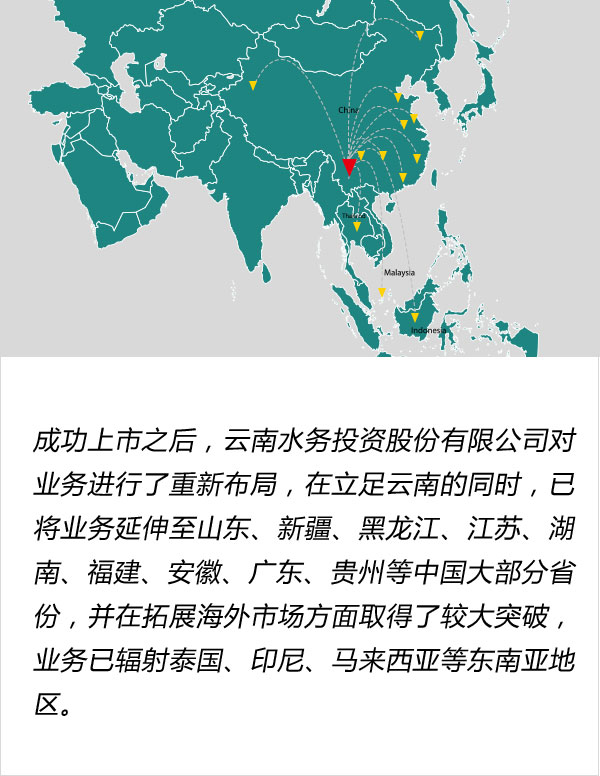 China
Thailand
Malaysia
Indonesia
成功上市之后，云南水务投资股份有限公司对
业务进行了重新布局，在立足云南的同时，已
将业务延伸至山东、新疆、黑龙江、江苏、湖
南、福建、安徽、广东、贵州等中国大部分省
份，并在拓展海外市场方面取得了较大突破，
业务已辐射泰国、印尼、马来西亚等东南亚地
区。